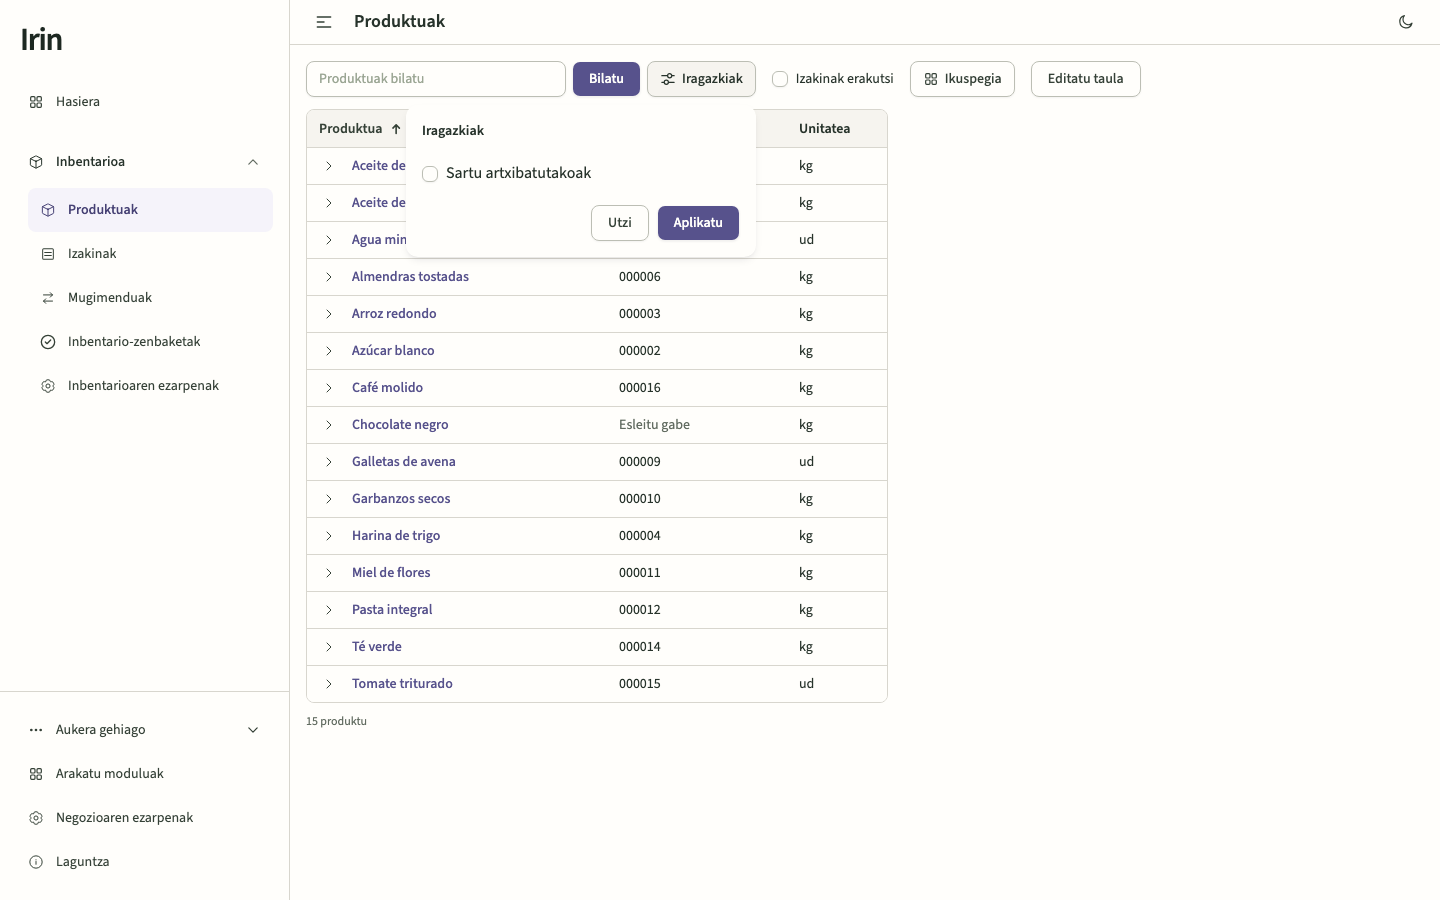 Irin
Hasiera
Inbentarioa
Produktuak
Izakinak
Mugimenduak
Inbentario-zenbaketak
Inbentarioaren ezarpenak
Aukera gehiago
Arakatu moduluak
Negozioaren ezarpenak
Laguntza
Produktuak
Produktuak bilatu
Bilatu
Iragazkiak
Izakinak erakutsi
Ikuspegia
Editatu taula
Produktua
Unitatea
Iragazkiak
Sartu artxibatutakoak
Utzi
Aplikatu
Aceite de
kg
Aceite de
kg
Agua min
ud
Almendras tostadas 000006 kg
Arroz redondo 000003 kg
Azúcar blanco 000002 kg
Café molido 000016 kg
Chocolate negro Esleitu gabe kg
Galletas de avena 000009 ud
Garbanzos secos 000010 kg
Harina de trigo 000004 kg
Miel de flores 000011 kg
Pasta integral 000012 kg
Té verde 000014 kg
Tomate triturado 000015 ud
15 produktu